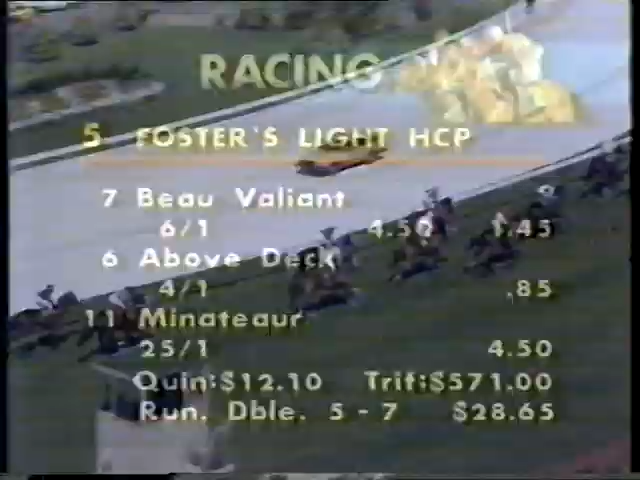 RACING
5 FOSTER'S LIGHT HCP
7 Beau Valiant 9
6/1 4.50 1.45
6 Above Deck
4/1 .85
11 Minateaur
25/1 4.50
Quin:$12.10 Trif:$571.00
Run. Dble. 5 - 7 $28.65